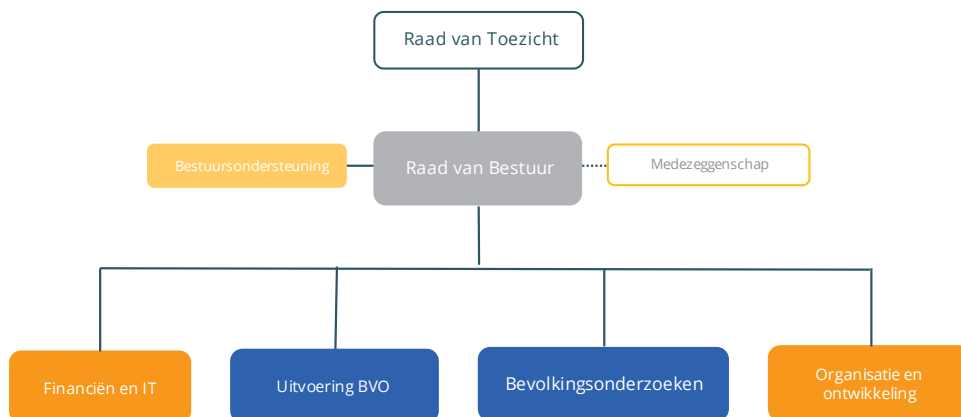 Raad van Toezicht
Bestuursondersteuning
Raad van Bestuur
Medezeggenschap
Financiën en IT
Uitvoering BVO
Bevolkingsonderzoeken
Organisatie en
ontwikkeling